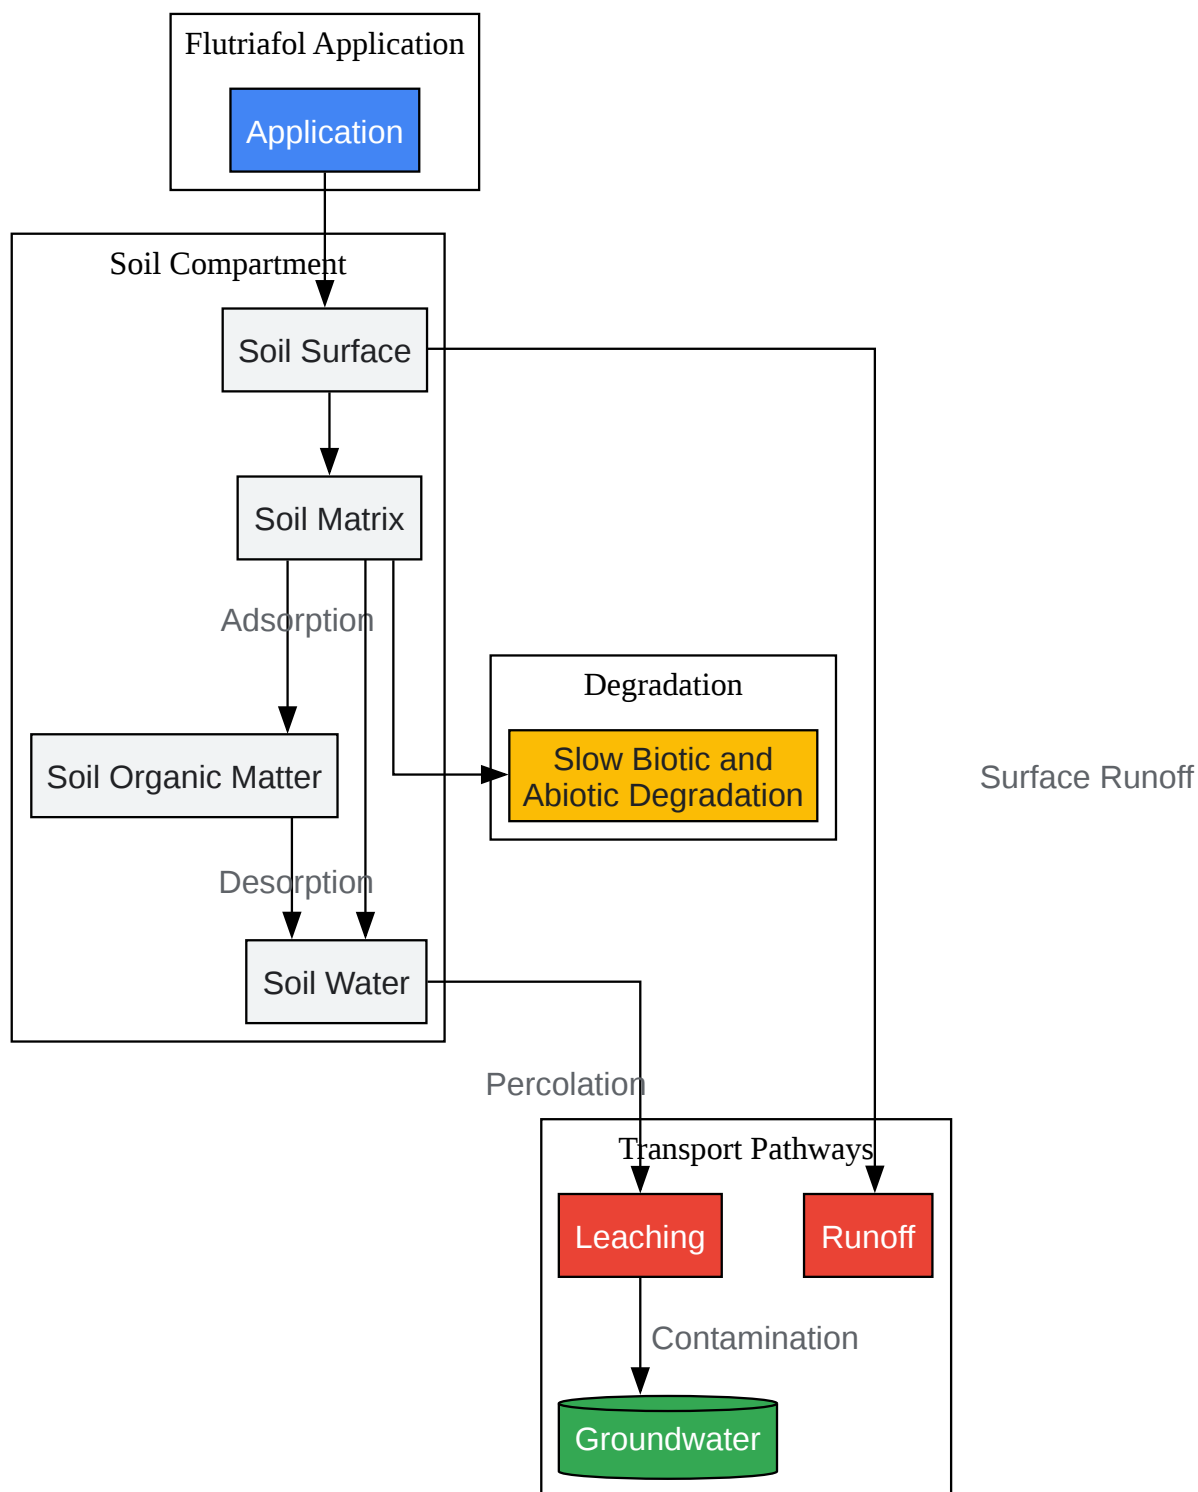 Flutriafol Application
Application
Soil Compartment
Soil Surface
Soil Matrix
Adsorption
Degradation
Slow Biotic and
Abiotic Degradation
Soil Organic Matter
Surface Runoff
Desorption
Soil Water
Percolation
Transport Pathways
Leaching
Runoff
Contamination
Groundwater